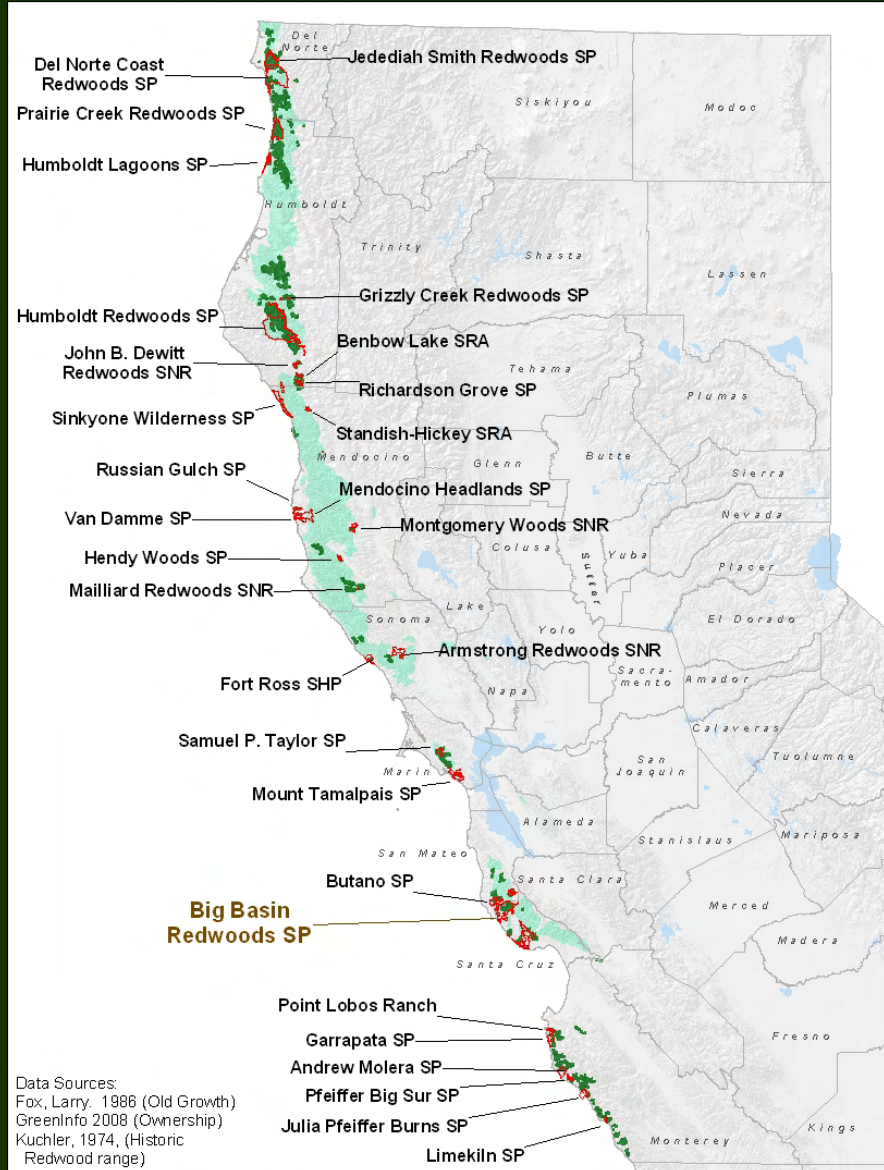 Del
Norte
Jedediah Smith Redwoods SP
Del Norte Coast
Redwoods SP
Siskiyou
Modoc
Prairie Creek Redwoods SP
Humboldt Lagoons SP
Humboldt
Trinity
Shasta
Lassen
Grizzly Creek Redwoods SP
Humboldt Redwoods SP
Benbow Lake SRA
John B. Dewitt
Redwoods SNR
Tehama
Richardson Grove SP
Plumas
Sinkyone Wilderness SP
Standish-Hickey SRA
Mendocino
Glenn
Butte
Russian Gulch SP
Sierra
Mendocino Headlands SP
Nevada
Van Damme SP
Montgomery Woods SNR
Colusa
Sutter
Yuba
Hendy Woods SP
Placer
Mailliard Redwoods SNR
Lake
Sonoma
El Dorado
Yolo
Armstrong Redwoods SNR
Sacra-
mento
Amador
Fort Ross SHP
Napa
Calaveras
Samuel P. Taylor SP
San
Joaquin
Tuolumne
Marin
Mount Tamalpais SP
Alameda
Stanislaus
Mariposa
San Mateo
Santa Clara
Butano SP
Merced
Big Basin
Redwoods SP
Madera
Santa Cruz
Point Lobos Ranch
Garrapata SP
Fresno
Andrew Molera SP
Pfeiffer Big Sur SP
Julia Pfeiffer Burns SP
Kings
Monterey
Limekiln SP
Data Sources:
Fox, Larry.  1986 (Old Growth)
GreenInfo 2008 (Ownership)
Kuchler, 1974, (Historic
Redwood range)